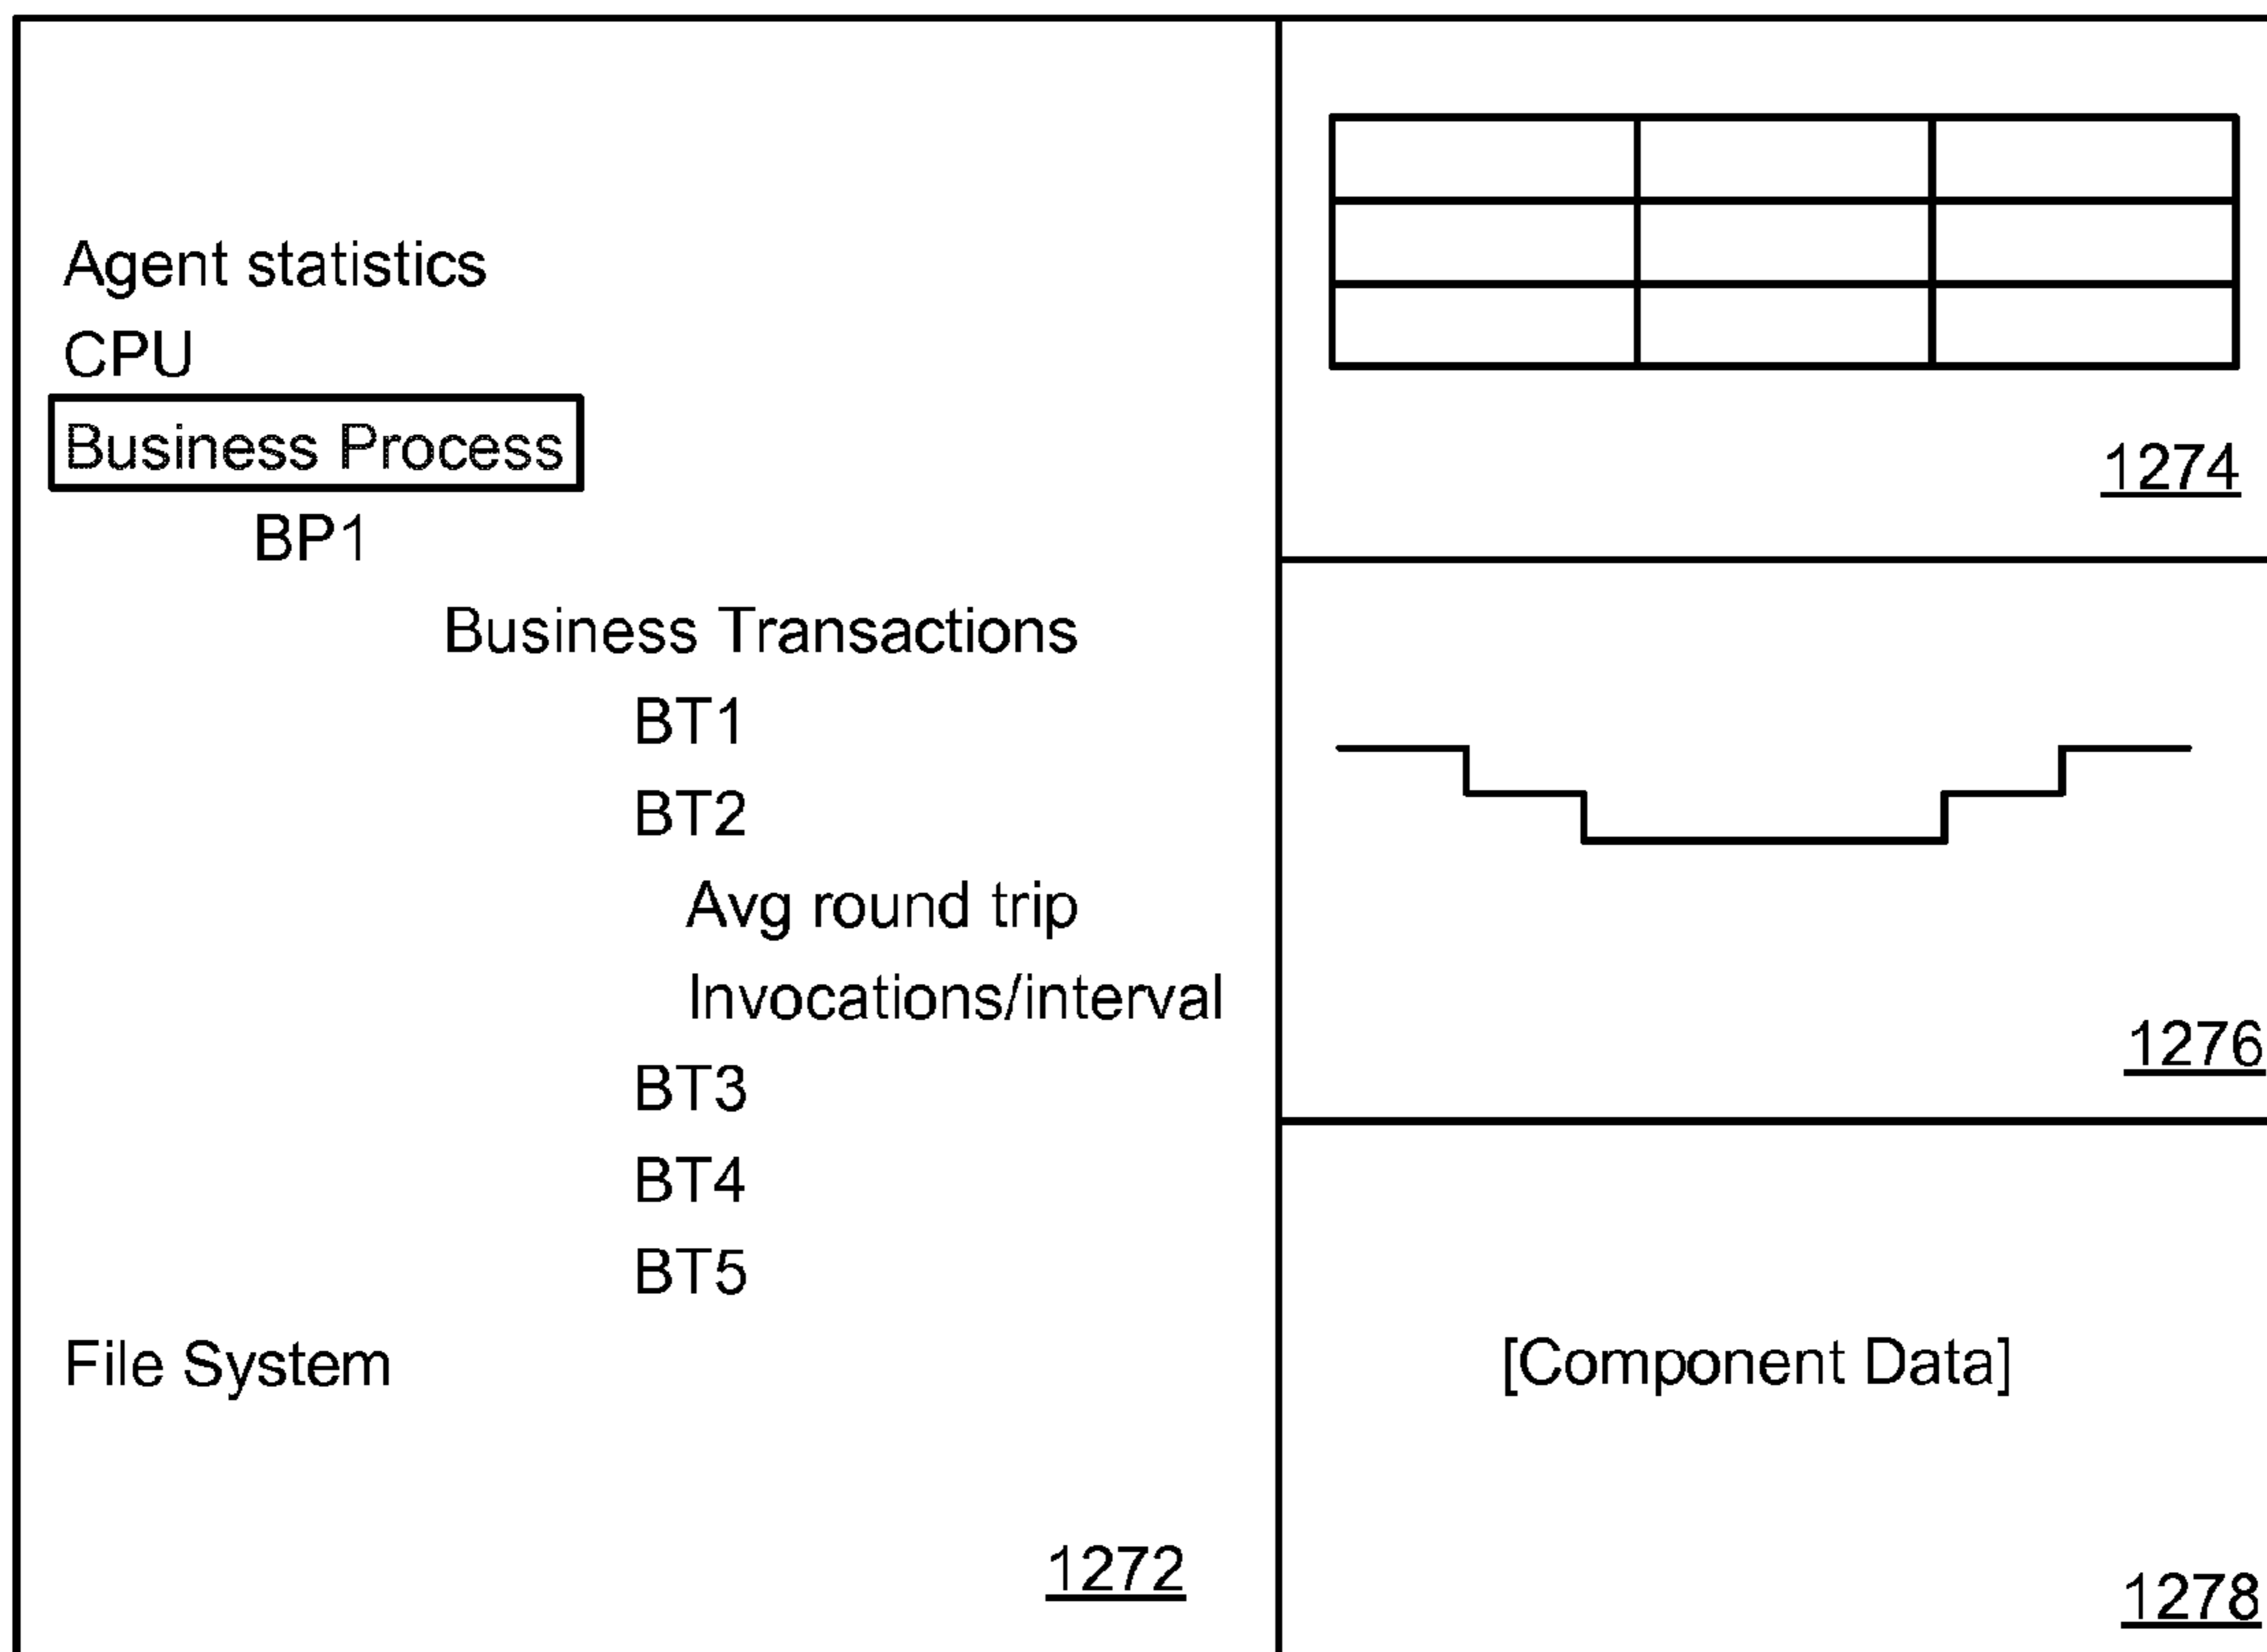 Agent statistics
CPU
Business Process
BP1
Business Transactions
BT1
BT2
Avg round trip
Invocations/interval
BT3
BT4
BT5
File System
1272
1274
1276
[Component Data]
1278